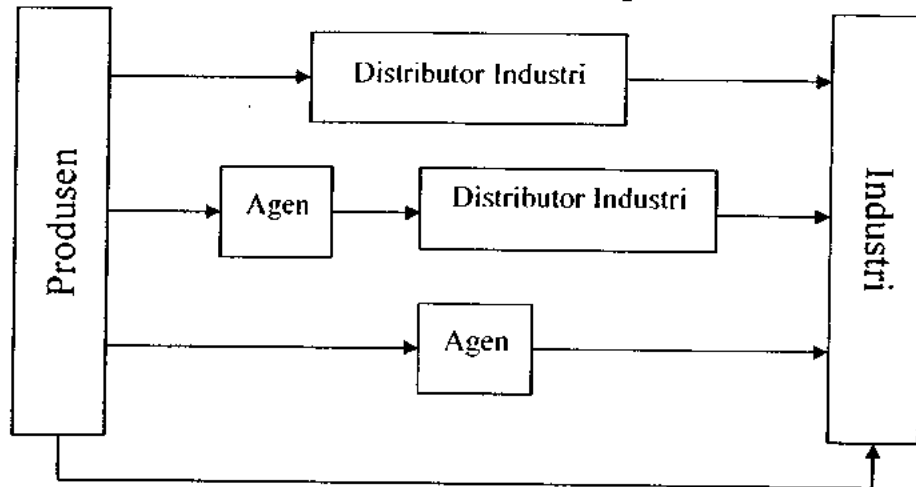 Distributor Industri
Produsen
Agen
Distributor Industri
Industri
Agen